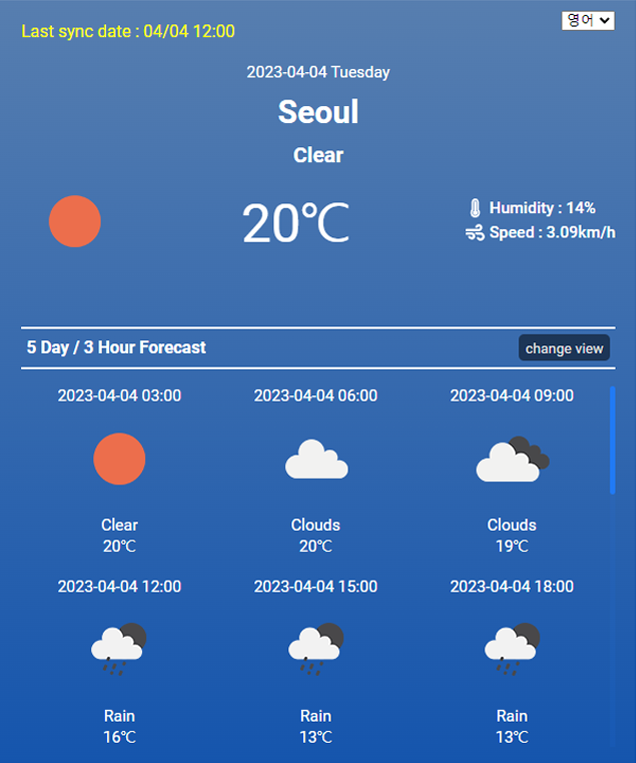 Last sync date : 04/04 12:00
영어
2023-04-04 Tuesday
Seoul
Clear
20℃
Humidity : 14%
Speed : 3.09km/h
5 Day / 3 Hour Forecast
change view
2023-04-04 03:00 2023-04-04 06:00 2023-04-04 09:00
Clear Clouds Clouds
20℃ 20℃ 19℃
2023-04-04 12:00 2023-04-04 15:00 2023-04-04 18:00
Rain Rain Rain
16℃ 13℃ 13℃